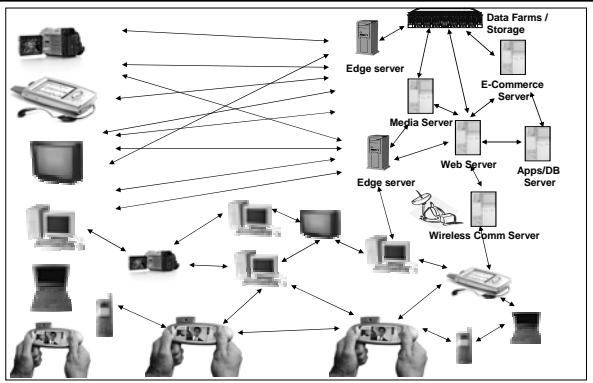 Data Farms /
Storage
Edge server
E-Commerce
Server
Media Server
Web Server
Apps/DB
Server
Edge server
Wireless Comm Server